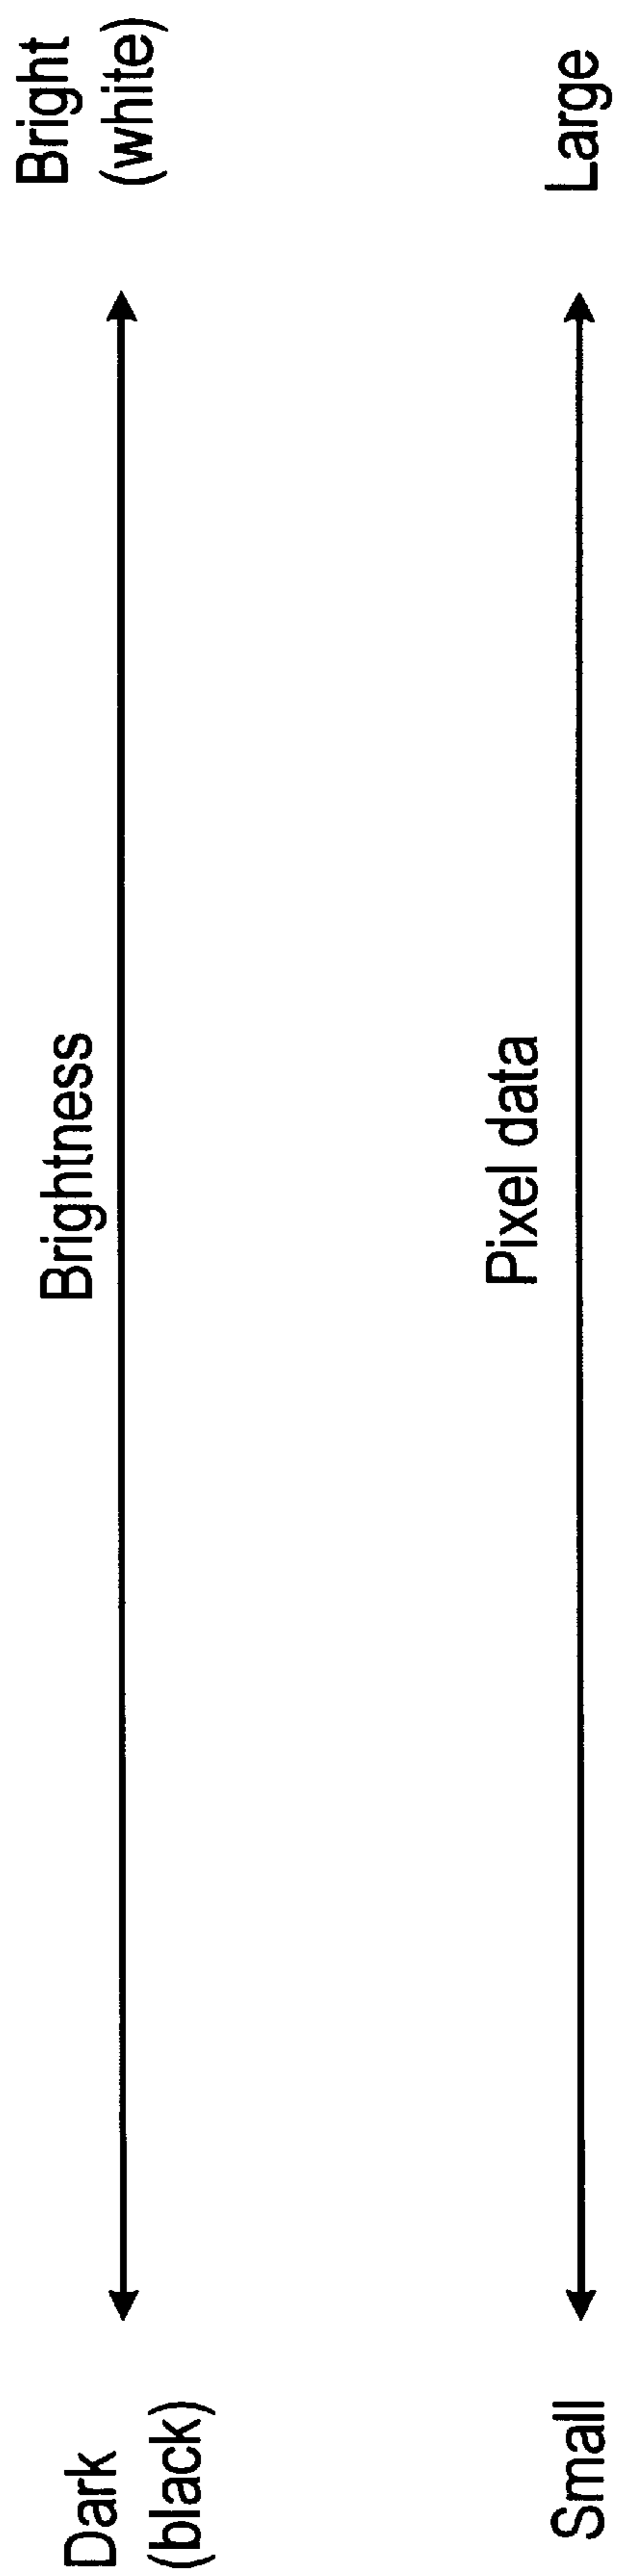 Brightness
Dark
(black)
Bright
(white)
Pixel data
Small
Large